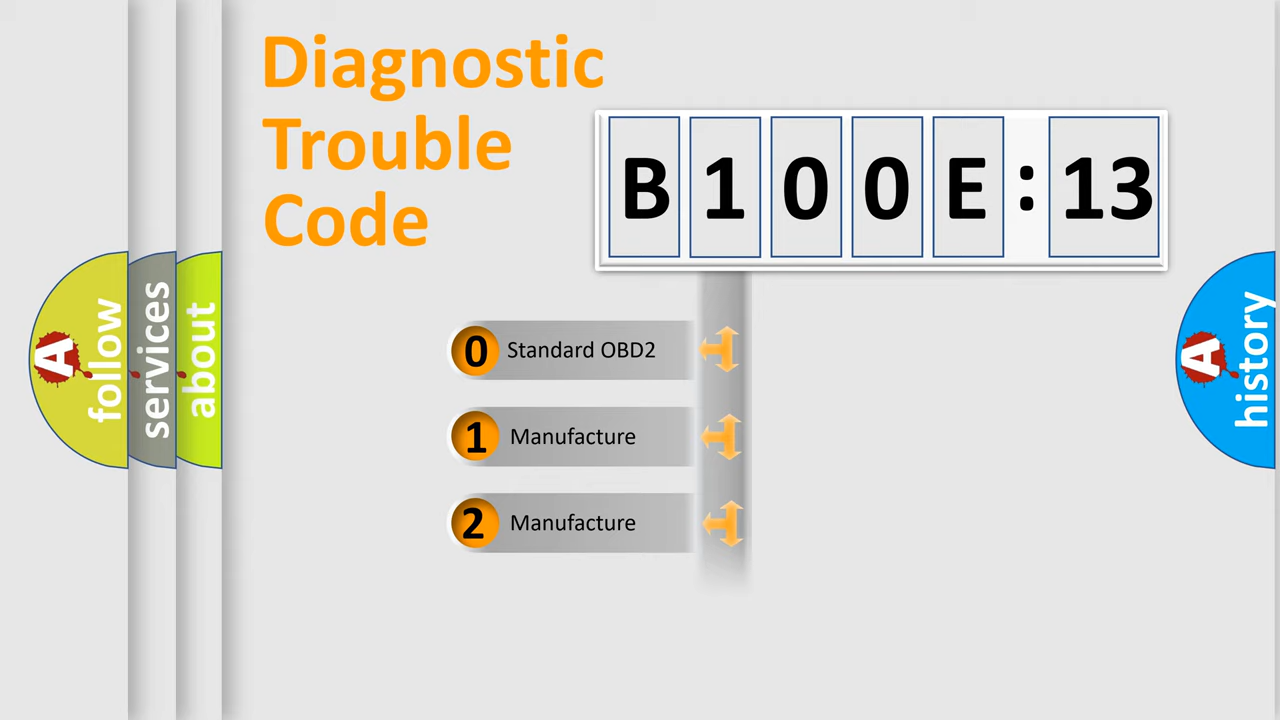 Diagnostic
Trouble
Code
B100E:13
0 Standard OBD2
1 Manufacture
2 Manufacture
A follow
services
about
A history